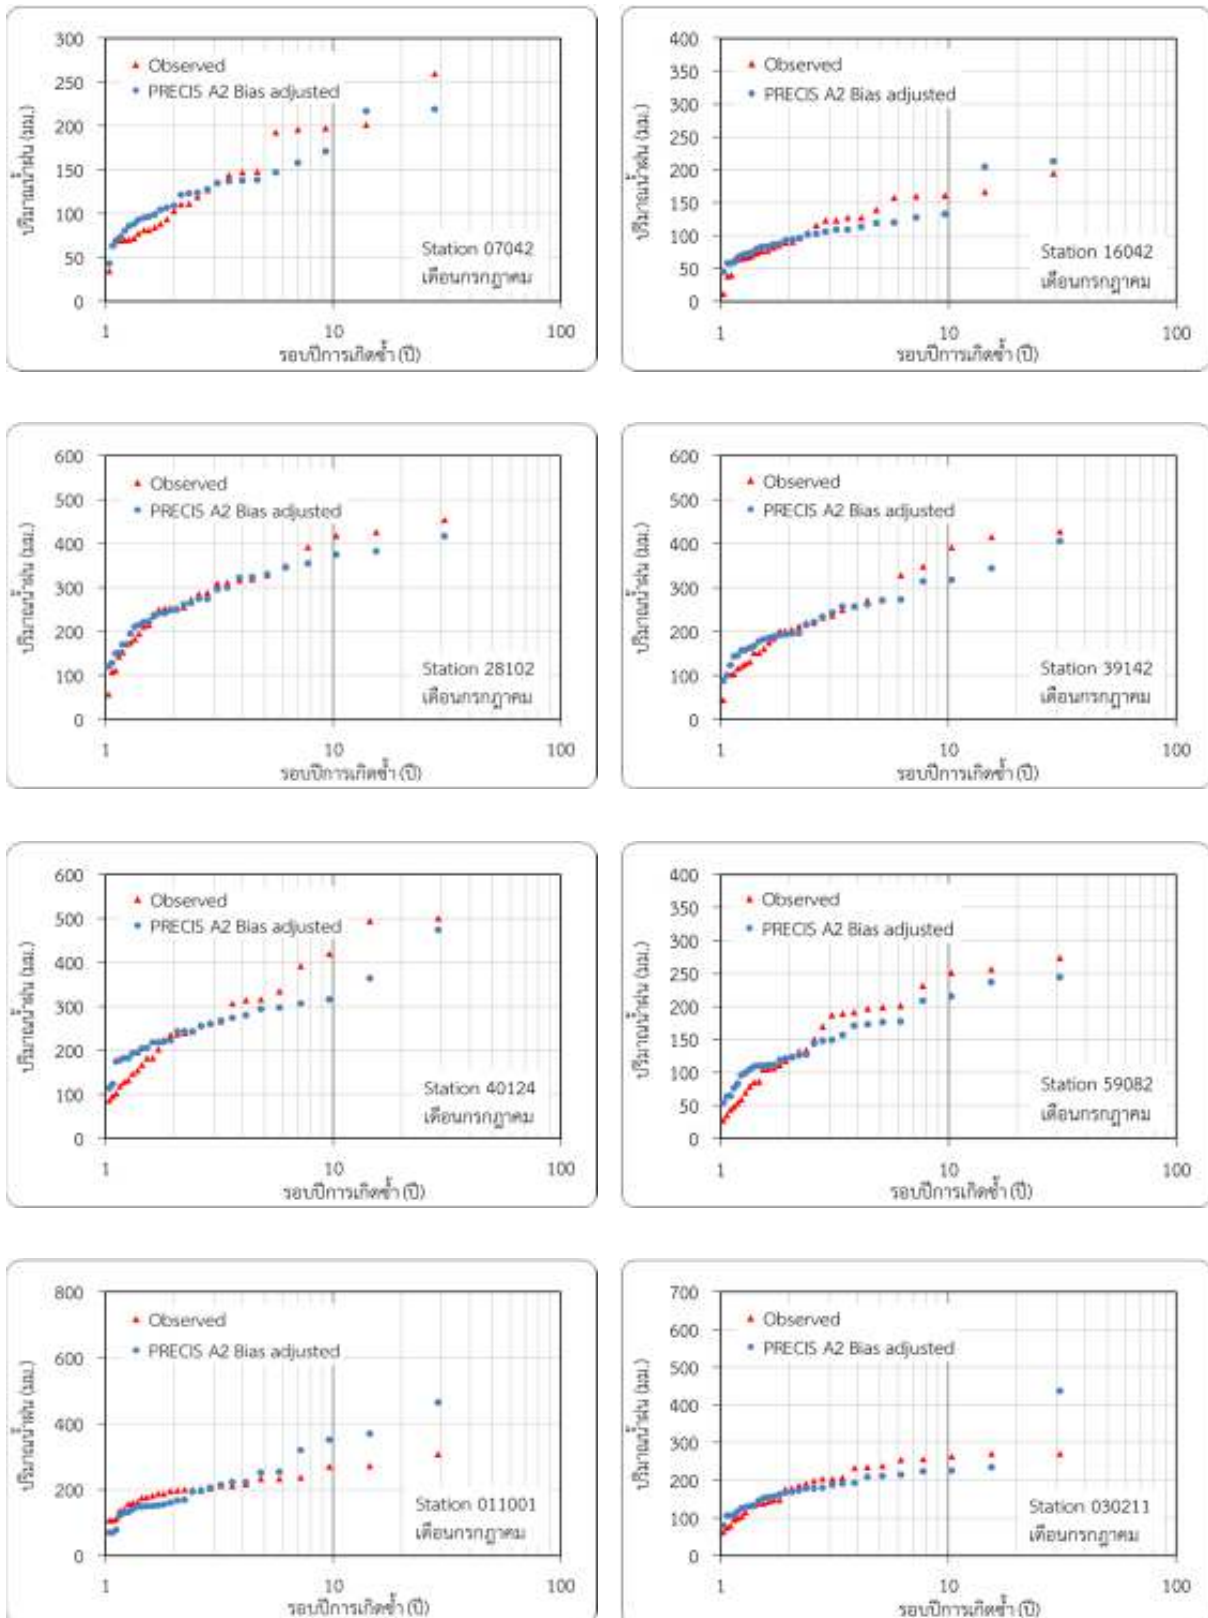 300
250
200
150
100
50
0
ปริมาณน้ำฝน (มม.)
Observed
PRECIS A2 Bias adjusted
Station 07042
เดือนกรกฎาคม
1 10 100
รอบปีการเกิดซ้ำ (ปี)
400
350
300
250
200
150
100
50
0
ปริมาณน้ำฝน (มม.)
Observed
PRECIS A2 Bias adjusted
Station 16042
เดือนกรกฎาคม
1 10 100
รอบปีการเกิดซ้ำ (ปี)
600
500
400
300
200
100
0
ปริมาณน้ำฝน (มม.)
Observed
PRECIS A2 Bias adjusted
Station 28102
เดือนกรกฎาคม
1 10 100
รอบปีการเกิดซ้ำ (ปี)
600
500
400
300
200
100
0
ปริมาณน้ำฝน (มม.)
Observed
PRECIS A2 Bias adjusted
Station 39142
เดือนกรกฎาคม
1 10 100
รอบปีการเกิดซ้ำ (ปี)
600
500
400
300
200
100
0
ปริมาณน้ำฝน (มม.)
Observed
PRECIS A2 Bias adjusted
Station 40124
เดือนกรกฎาคม
1 10 100
รอบปีการเกิดซ้ำ (ปี)
400
350
300
250
200
150
100
50
0
ปริมาณน้ำฝน (มม.)
Observed
PRECIS A2 Bias adjusted
Station 59082
เดือนกรกฎาคม
1 10 100
รอบปีการเกิดซ้ำ (ปี)
800
600
400
200
0
ปริมาณน้ำฝน (มม.)
Observed
PRECIS A2 Bias adjusted
Station 011001
เดือนกรกฎาคม
1 10 100
รอบปีการเกิดซ้ำ (ปี)
700
600
500
400
300
200
100
0
ปริมาณน้ำฝน (มม.)
Observed
PRECIS A2 Bias adjusted
Station 030211
เดือนกรกฎาคม
1 10 100
รอบปีการเกิดซ้ำ (ปี)